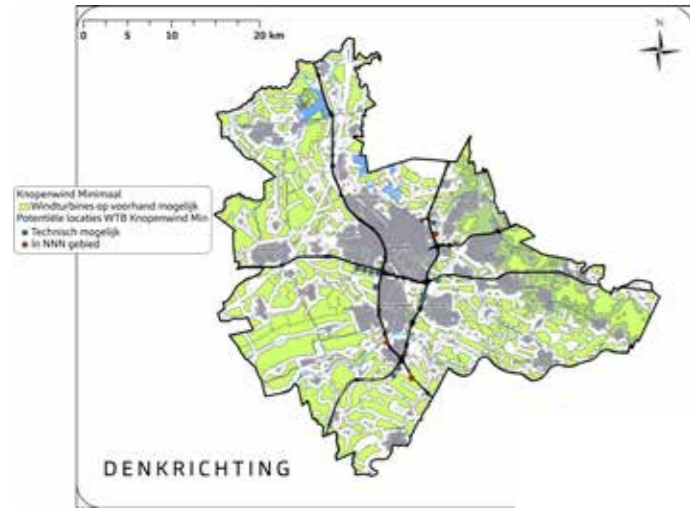 0 5 10 20 km
N
Knopenwind Minimaal
Windturbines op voorhand mogelijk
Potentiële locaties WTB Knopenwind Min
Technisch mogelijk
In NNN gebied
DENKRICHTING